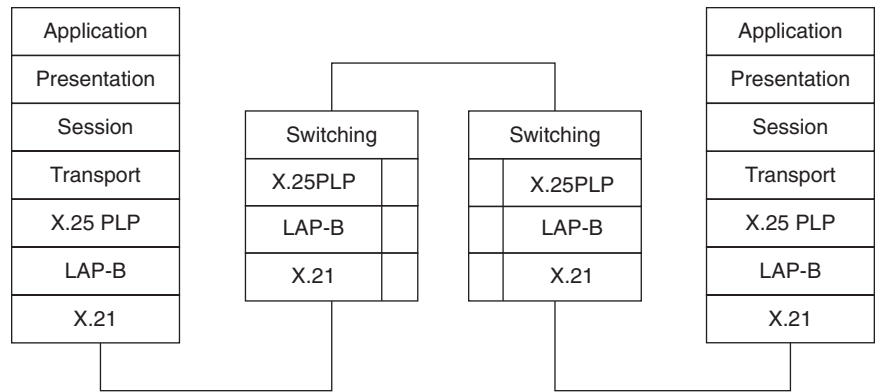 Application
Presentation
Session
Transport
X.25 PLP
LAP-B
X.21
Switching
X.25PLP
LAP-B
X.21
Switching
X.25PLP
LAP-B
X.21
Application
Presentation
Session
Transport
X.25 PLP
LAP-B
X.21